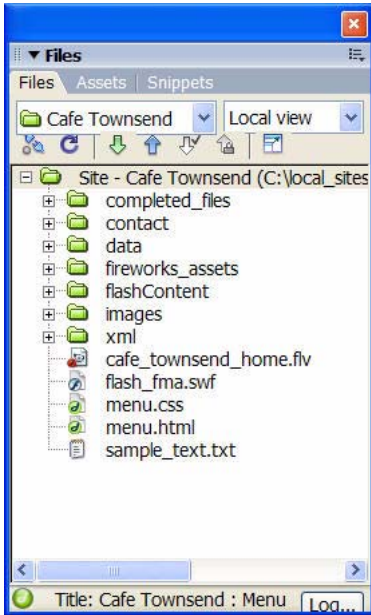 Files
Files Assets Snippets
Cafe Townsend Local view
Site - Cafe Townsend (C:\local_sites
completed_files
contact
data
fireworks_assets
flashContent
images
xml
cafe_townsend_home.flv
flash_fma.swf
menu.css
menu.html
sample_text.txt
Title: Cafe Townsend : Menu Log...